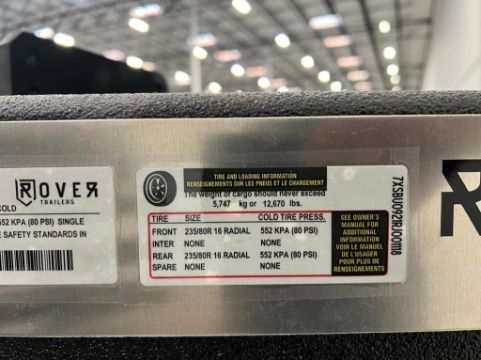 ROVER
TRAILERS
COLD
552 KPA (80 PSI) SINGLE
E SAFETY STANDARDS IN
TIRE AND LOADING INFORMATION
RENSEIGNEMENTS SUR LES PNEUS ET LE CHARGEMENT
The weight of cargo should never exceed
5,747 kg or 12,670 lbs.
TIRE SIZE COLD TIRE PRESS.
FRONT 235/80R 16 RADIAL 552 KPA (80 PSI)
INTER NONE NONE
REAR 235/80R 16 RADIAL 552 KPA (80 PSI)
SPARE NONE NONE
SEE OWNER'S
MANUAL FOR
ADDITIONAL
INFORMATION
VOIR LE MANUEL
DE L'USAGER
POUR PLUS DE
RENSEIGNEMENTS
R